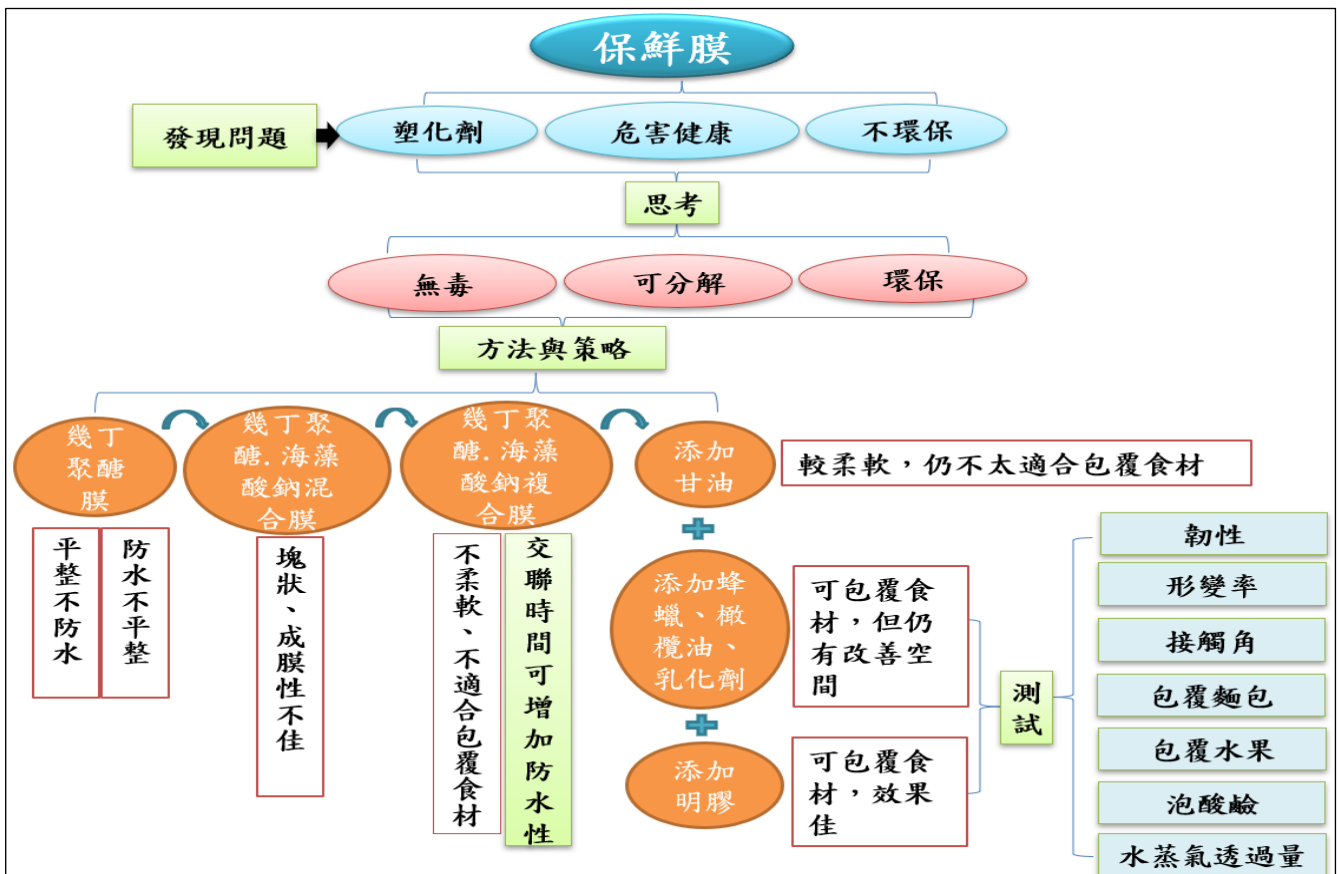 保鮮膜
發現問題
塑化劑
危害健康
不環保
思考
無毒
可分解
環保
方法與策略
幾丁
聚醣
膜
幾丁聚
醣.海藻
酸鈉混
合膜
幾丁聚
醣.海藻
酸鈉複
合膜
添加
甘油
較柔軟，仍不太適合包覆食材
平整不防水
防水不平整
塊狀、成膜性不佳
不柔軟、不適合包覆食材
交聯時間可增加防水性
添加蜂
蠟、橄
欖油、
乳化劑
可包覆食
材，但仍
有改善空
間
添加
明膠
可包覆食
材，效果
佳
測試
韌性
形變率
接觸角
包覆麵包
包覆水果
泡酸鹼
水蒸氣透過量